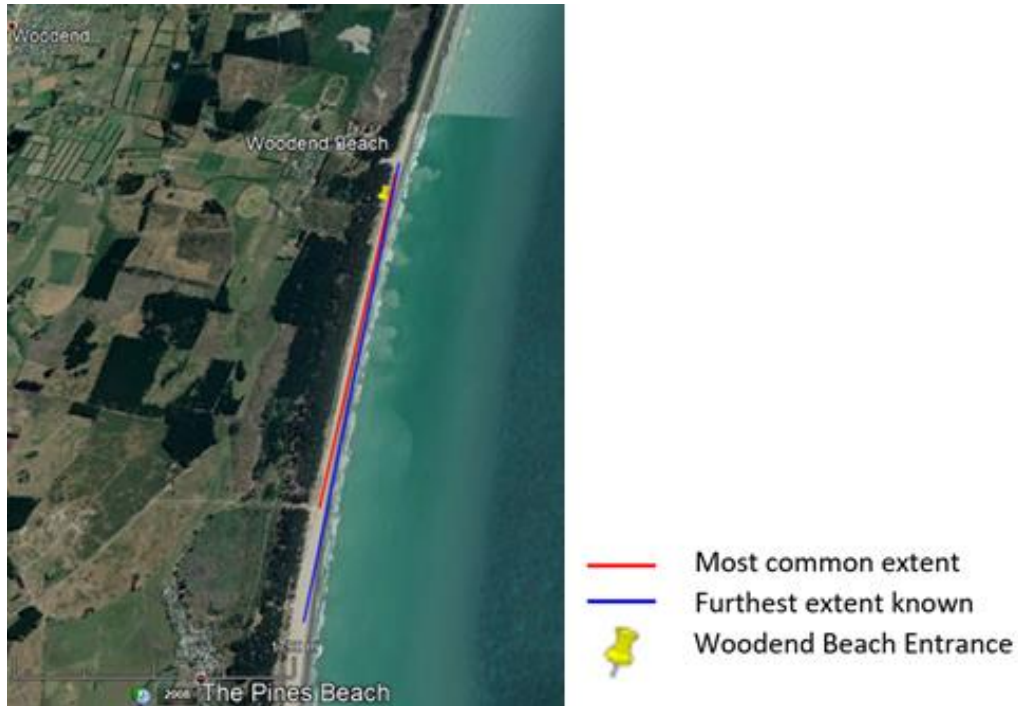 Woodend
Woodend Beach
The Pines Beach
Most common extent
Furthest extent known
Woodend Beach Entrance